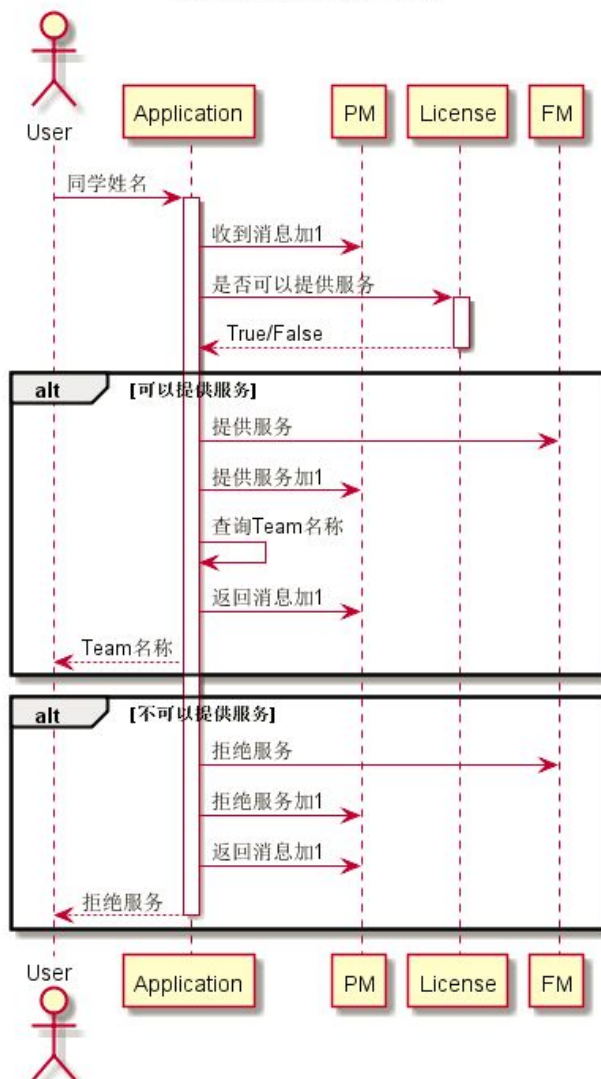 User
Application
PM
License
FM
同学姓名
收到消息加1
是否可以提供服务
True/False
alt
[可以提供服务]
提供服务
提供服务加1
查询Team名称
返回消息加1
Team名称
alt
[不可以提供服务]
拒绝服务
拒绝服务加1
返回消息加1
拒绝服务
User
Application
PM
License
FM